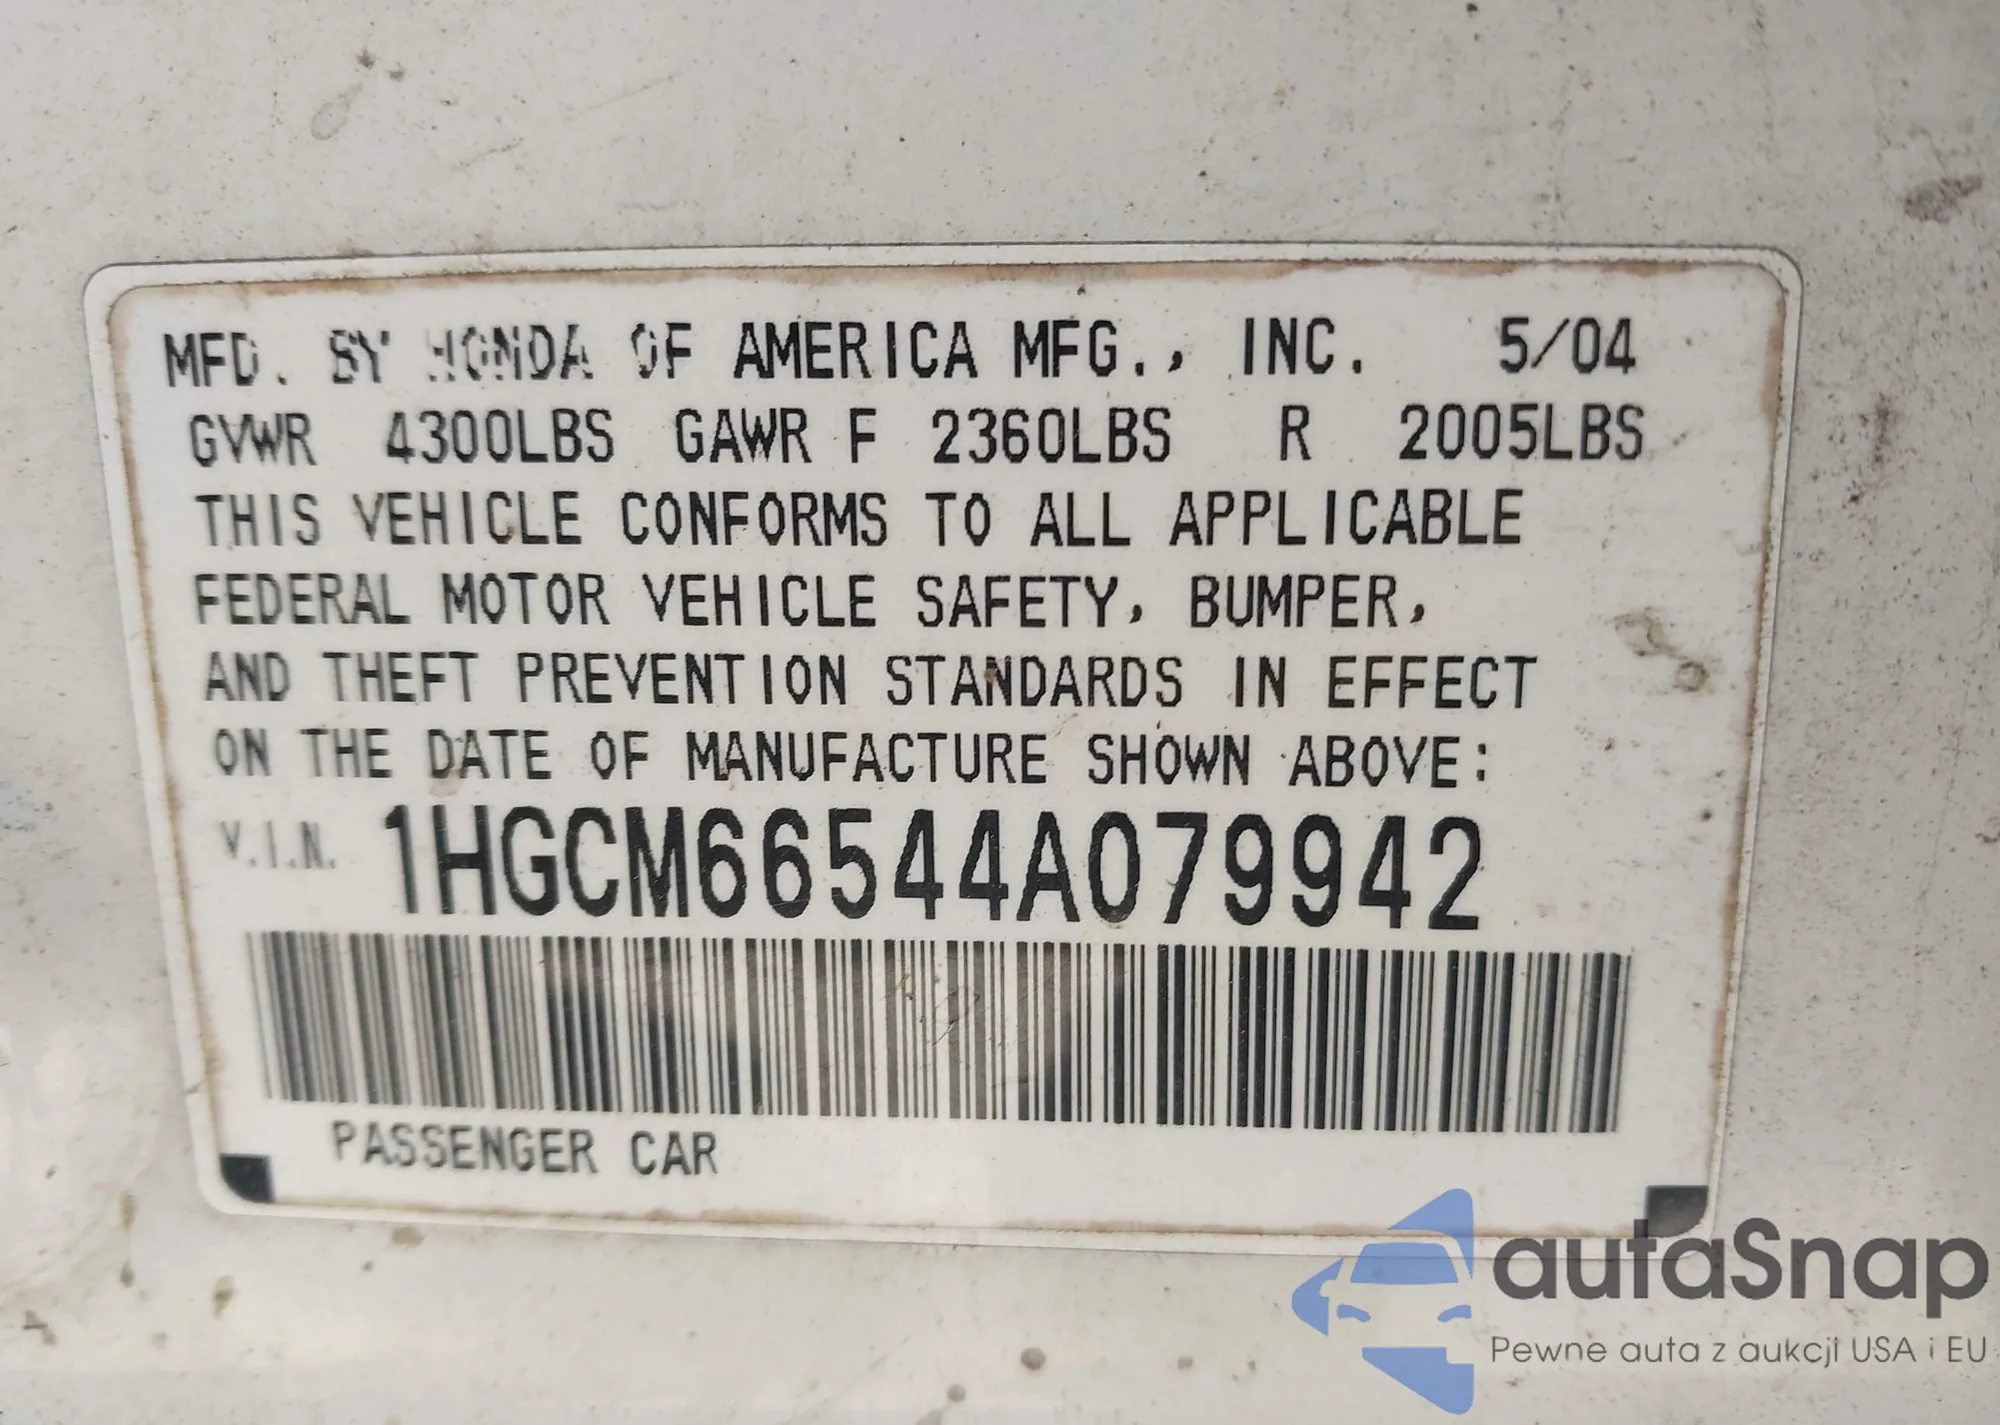 MFD. BY HONDA OF AMERICA MFG., INC. 5/04
GVWR 4300LBS GAWR F 2360LBS R 2005LBS
THIS VEHICLE CONFORMS TO ALL APPLICABLE
FEDERAL MOTOR VEHICLE SAFETY, BUMPER,
AND THEFT PREVENTION STANDARDS IN EFFECT
ON THE DATE OF MANUFACTURE SHOWN ABOVE:
V.I.N. 1HGCM66544A079942
PASSENGER CAR
autaSnap
Pewne auta z aukcji USA i EU